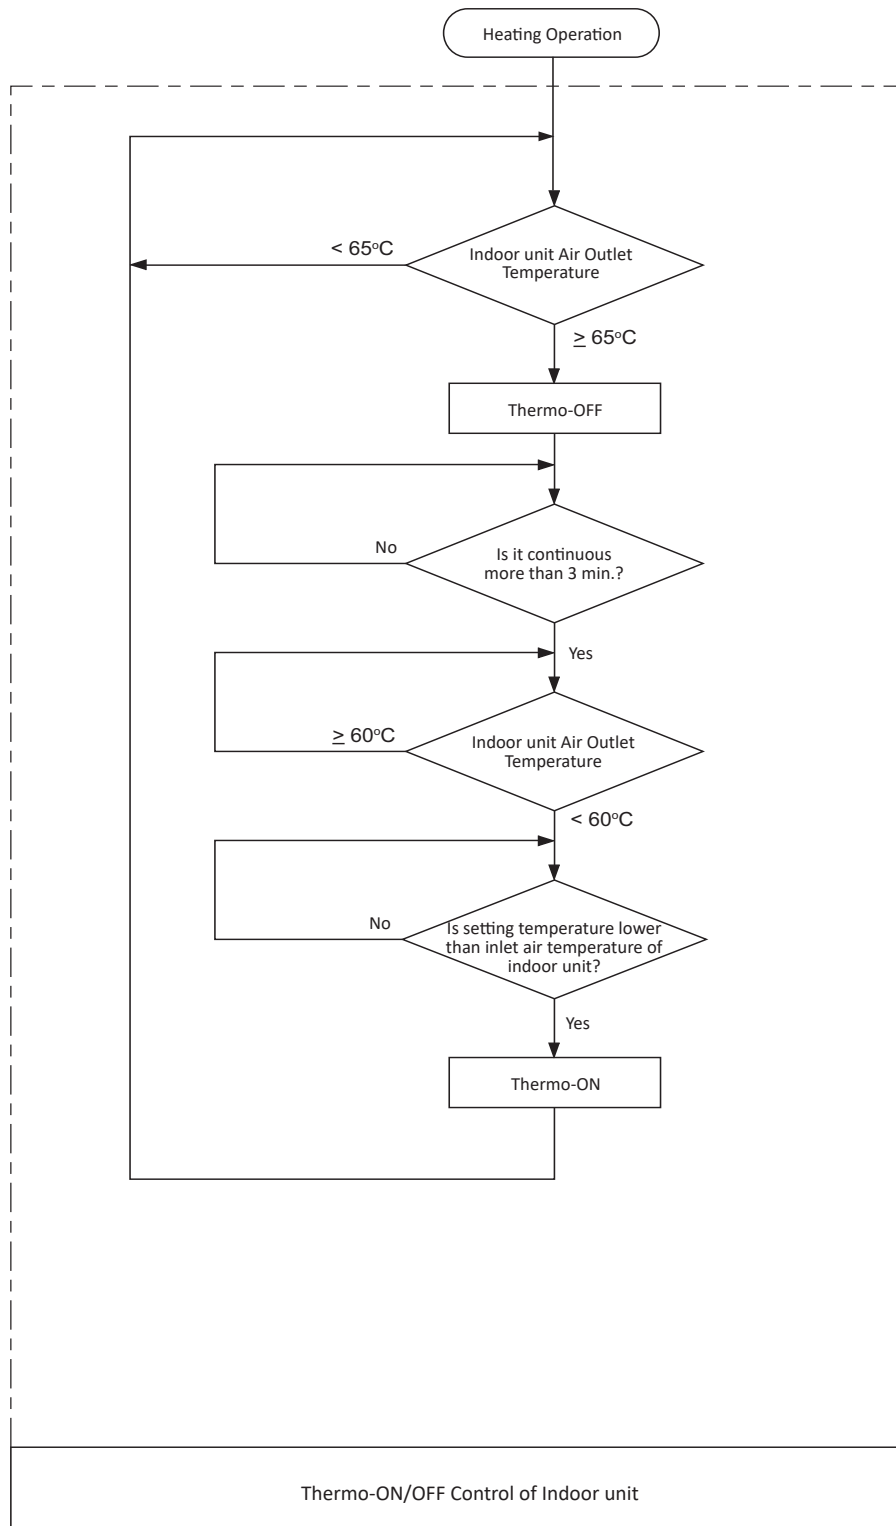 Heating Operation
< 65°C
Indoor unit Air Outlet
Temperature
≥ 65°C
Thermo-OFF
No
Is it continuous
more than 3 min.?
Yes
≥ 60°C
Indoor unit Air Outlet
Temperature
< 60°C
No
Is setting temperature lower
than inlet air temperature of
indoor unit?
Yes
Thermo-ON
Thermo-ON/OFF Control of Indoor unit